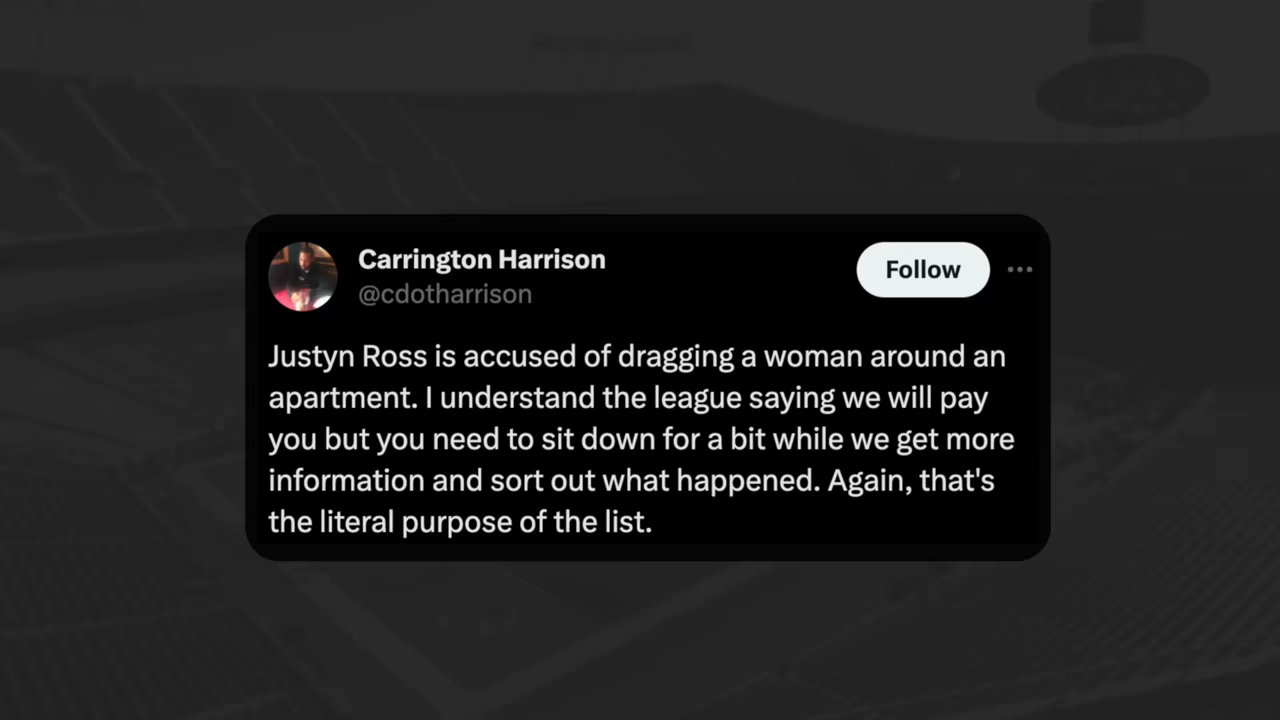 Carrington Harrison
@cdotharrison
Follow
Justyn Ross is accused of dragging a woman around an
apartment. I understand the league saying we will pay
you but you need to sit down for a bit while we get more
information and sort out what happened. Again, that's
the literal purpose of the list.